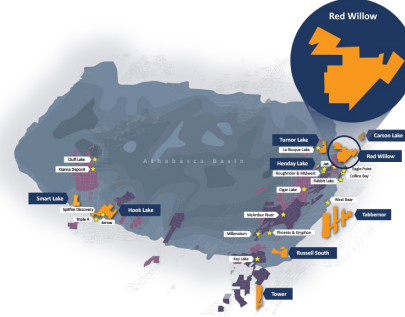 Red Willow
Carson Lake
Turnor Lake
La Rocque Lake
Red Willow
Henday Lake
Roughrider & Midwest
Eagle Point
Collins Bay
Rabbit Lake
Cluff Lake
Kianna Deposit
Athabasca Basin
Cigar Lake
West Bear
Smart Lake
Spitfire Discovery
Hook Lake
Triple R
Arrow
McArthur River
Tabbernor
Millennium
Phoenix & Gryphon
Russell South
Key Lake
Tower